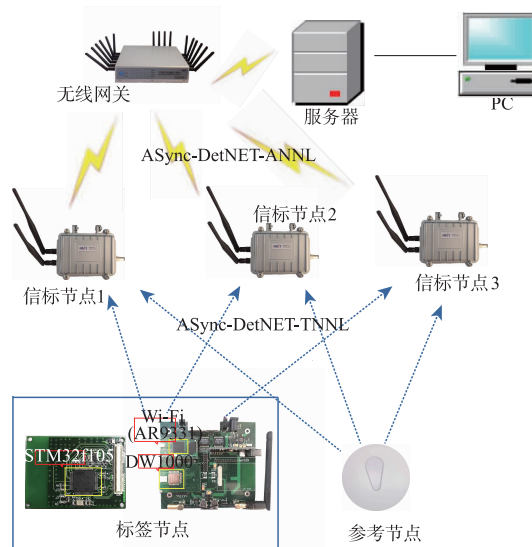 无线网关
服务器
PC
ASync-DetNET-ANNL
信标节点1
信标节点2
信标节点3
ASync-DetNET-TNNL
Wi-Fi
(AR9331)
STM32f105
DW1000
标签节点
参考节点